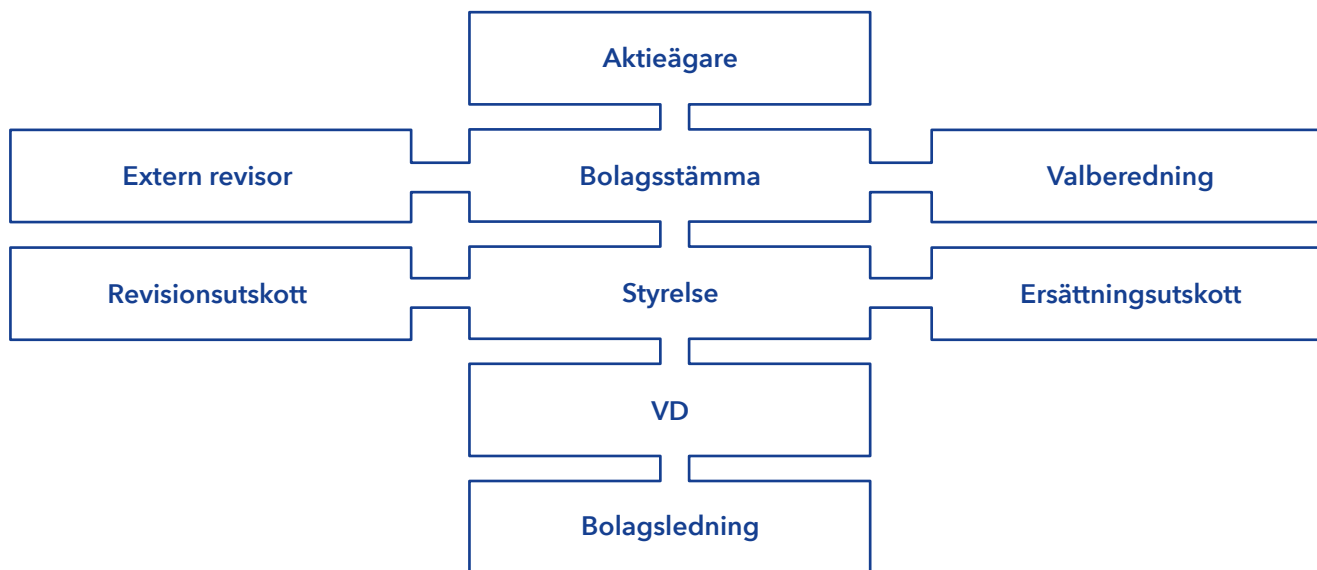 Aktieägare
Extern revisor
Bolagsstämma
Valberedning
Revisionsutskott
Styrelse
Ersättningsutskott
VD
Bolagsledning